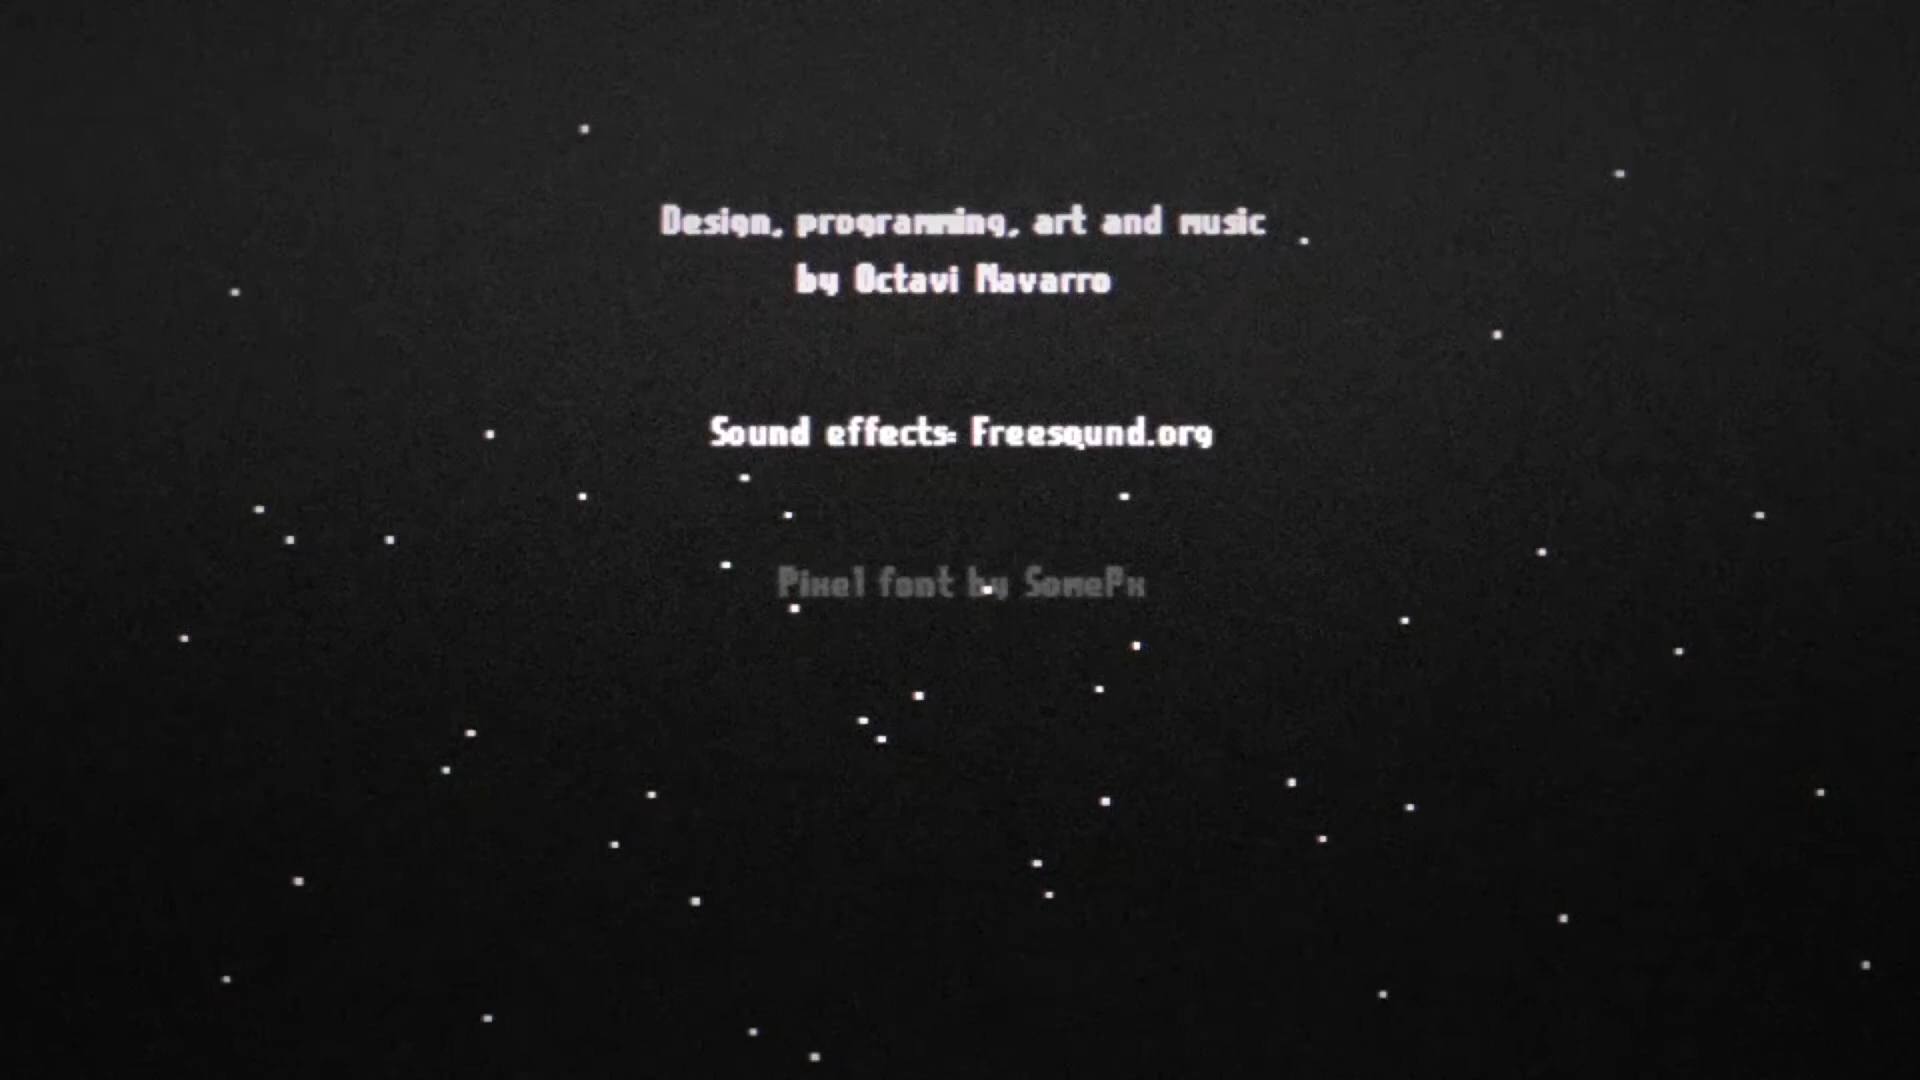 Design, programming, art and music
by Octavi Navarro
Sound effects: Freesound.org
Pixel font by SomePx